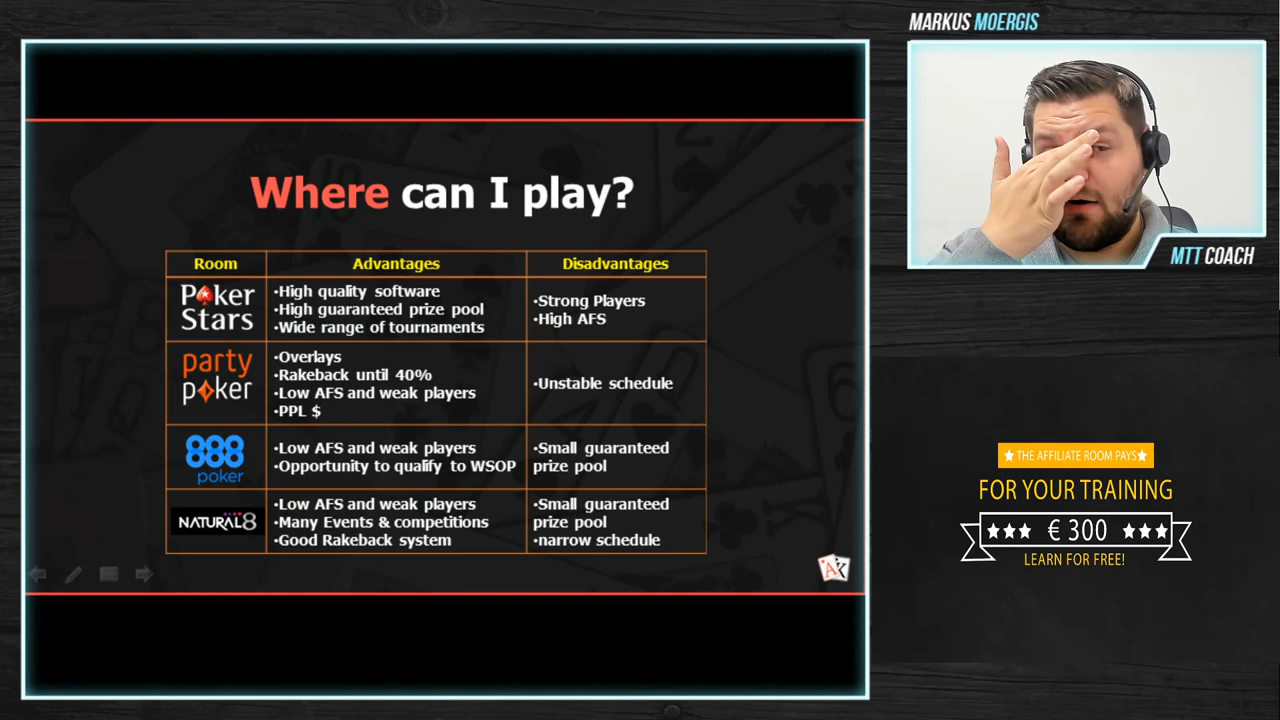 MARKUS MOERGIS
MTT COACH
Where can I play?
Room
Advantages
Disadvantages
Poker
Stars
•High quality software
•High guaranteed prize pool
•Wide range of tournaments
•Strong Players
•High AFS
party
poker
•Overlays
•Rakeback until 40%
•Low AFS and weak players
•PPL $
•Unstable schedule
888
poker
•Low AFS and weak players
•Opportunity to qualify to WSOP
•Small guaranteed
prize pool
NATURAL8
•Low AFS and weak players
•Many Events & competitions
•Good Rakeback system
•Small guaranteed
prize pool
•narrow schedule
A K
THE AFFILIATE ROOM PAYS
FOR YOUR TRAINING
€ 300
LEARN FOR FREE!